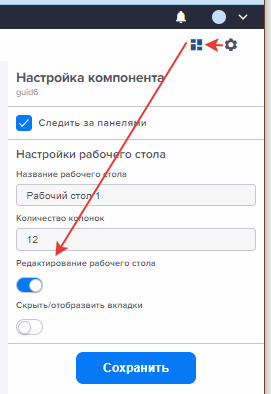 Настройка компонента
guid6
Следить за панелями
Настройки рабочего стола
Название рабочего стола
Рабочий стол 1
Количество колонок
12
Редактирование рабочего стола
Скрыть/отобразвить вкладки
Сохранить